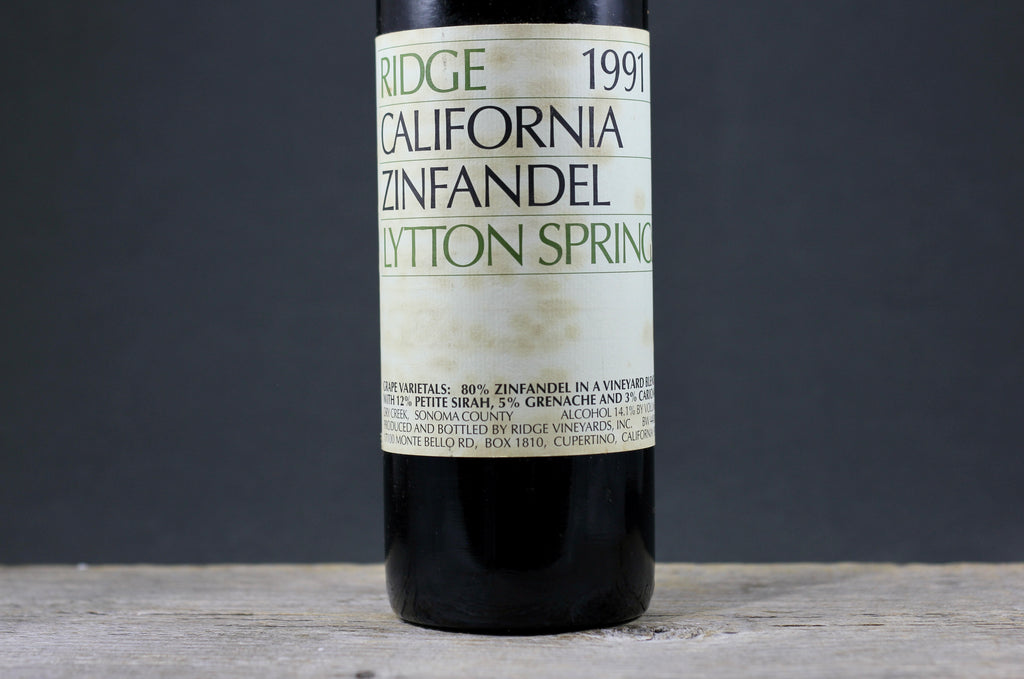 RIDGE 1991
CALIFORNIA
ZINFANDEL
LYTTON SPRING
GRAPE VARIETALS: 80% ZINFANDEL IN A VINEYARD
WITH 12% PETITE SIRAH, 5% GRENACHE AND 3%
DRY CREEK, SONOMA COUNTY ALCOHOL 14.1% BY
PRODUCED AND BOTTLED BY RIDGE VINEYARDS, INC. BW
MONTE BELLO RD, BOX 1810, CUPERTINO, CALIFORNIA